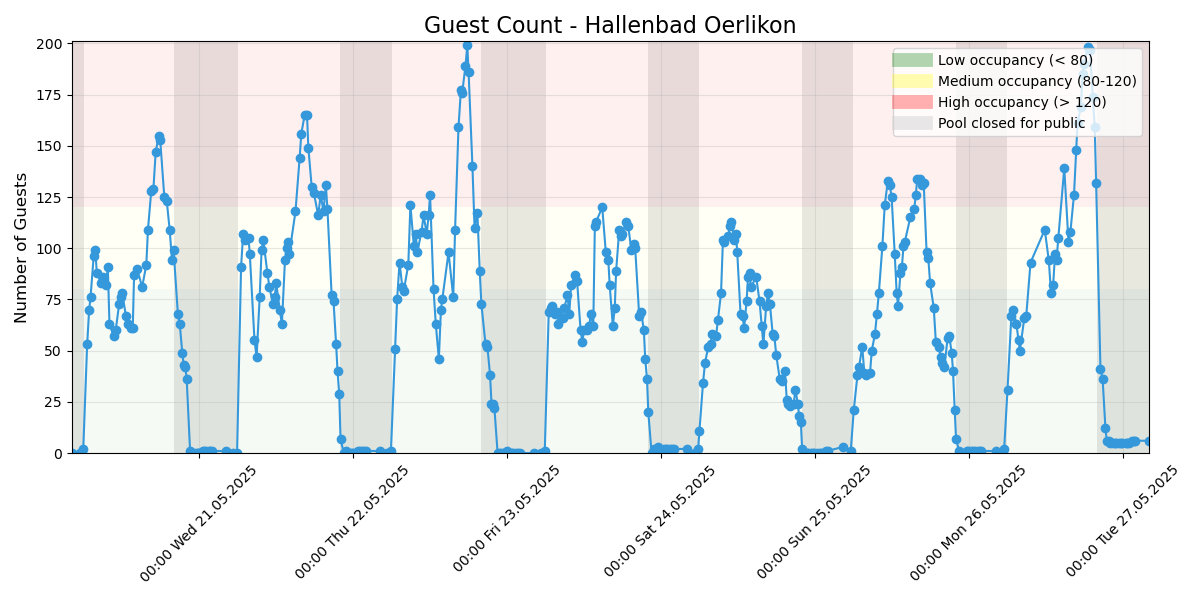 Guest Count - Hallenbad Oerlikon
Number of Guests
200
175
150
125
100
75
50
25
0
Low occupancy (< 80)
Medium occupancy (80-120)
High occupancy (> 120)
Pool closed for public
00:00 Wed 21.05.2025
00:00 Thu 22.05.2025
00:00 Fri 23.05.2025
00:00 Sat 24.05.2025
00:00 Sun 25.05.2025
00:00 Mon 26.05.2025
00:00 Tue 27.05.2025